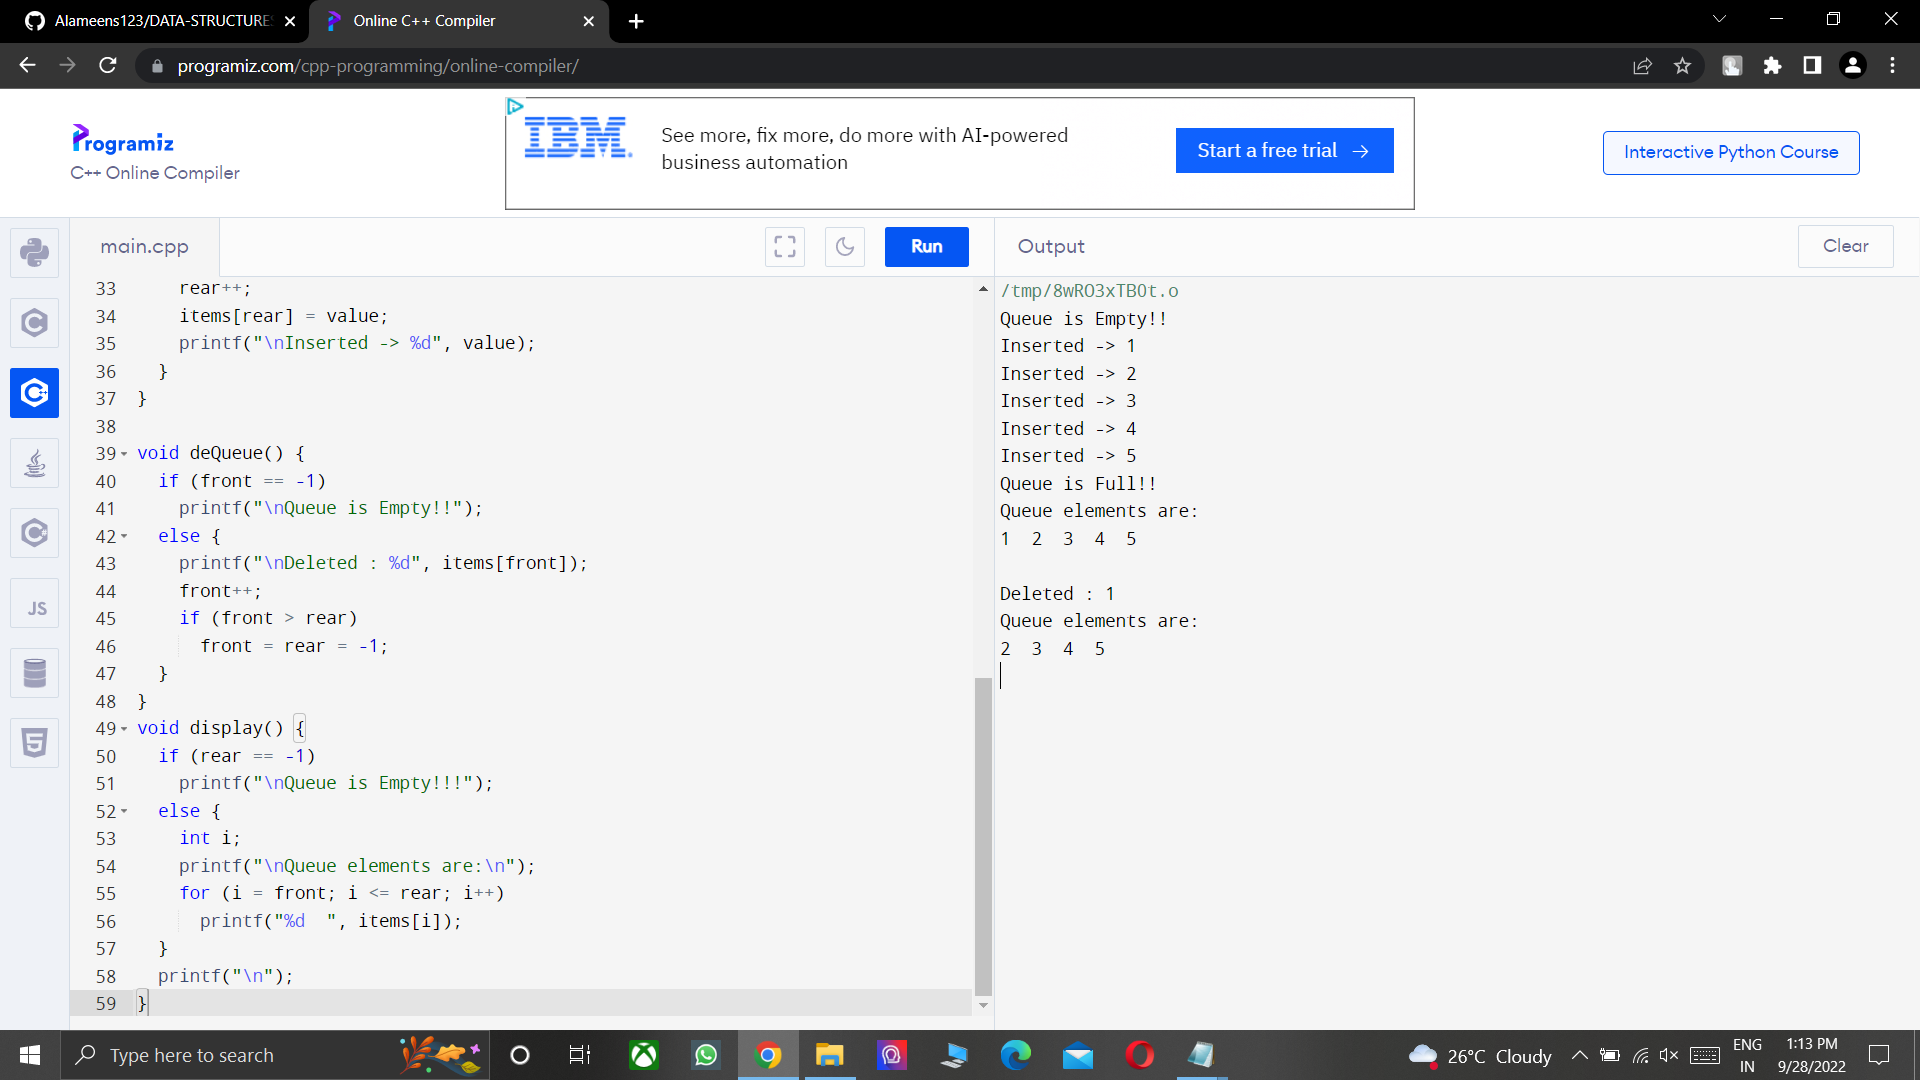 Alameens123/DATA-STRUCTURES
Online C++ Compiler
programiz.com/cpp-programming/online-compiler/
Programiz
C++ Online Compiler
IBM
See more, fix more, do more with AI-powered
business automation
Start a free trial →
Interactive Python Course
main.cpp
Run
Output
Clear
33 rear++;
34 items[rear] = value;
35 printf("\nInserted -> %d", value);
36 }
37 }
38
39 void deQueue() {
40 if (front == -1)
41 printf("\nQueue is Empty!!");
42 else {
43 printf("\nDeleted : %d", items[front]);
44 front++;
45 if (front > rear)
46 front = rear = -1;
47 }
48 }
49 void display() {
50 if (rear == -1)
51 printf("\nQueue is Empty!!!");
52 else {
53 int i;
54 printf("\nQueue elements are:\n");
55 for (i = front; i <= rear; i++)
56 printf("%d  ", items[i]);
57 }
58 printf("\n");
59 }
JS
/tmp/8wRO3xTB0t.o
Queue is Empty!!
Inserted -> 1
Inserted -> 2
Inserted -> 3
Inserted -> 4
Inserted -> 5
Queue is Full!!
Queue elements are:
1  2  3  4  5
Deleted : 1
Queue elements are:
2  3  4  5
Type here to search
26°C Cloudy
ENG
IN
1:13 PM
9/28/2022